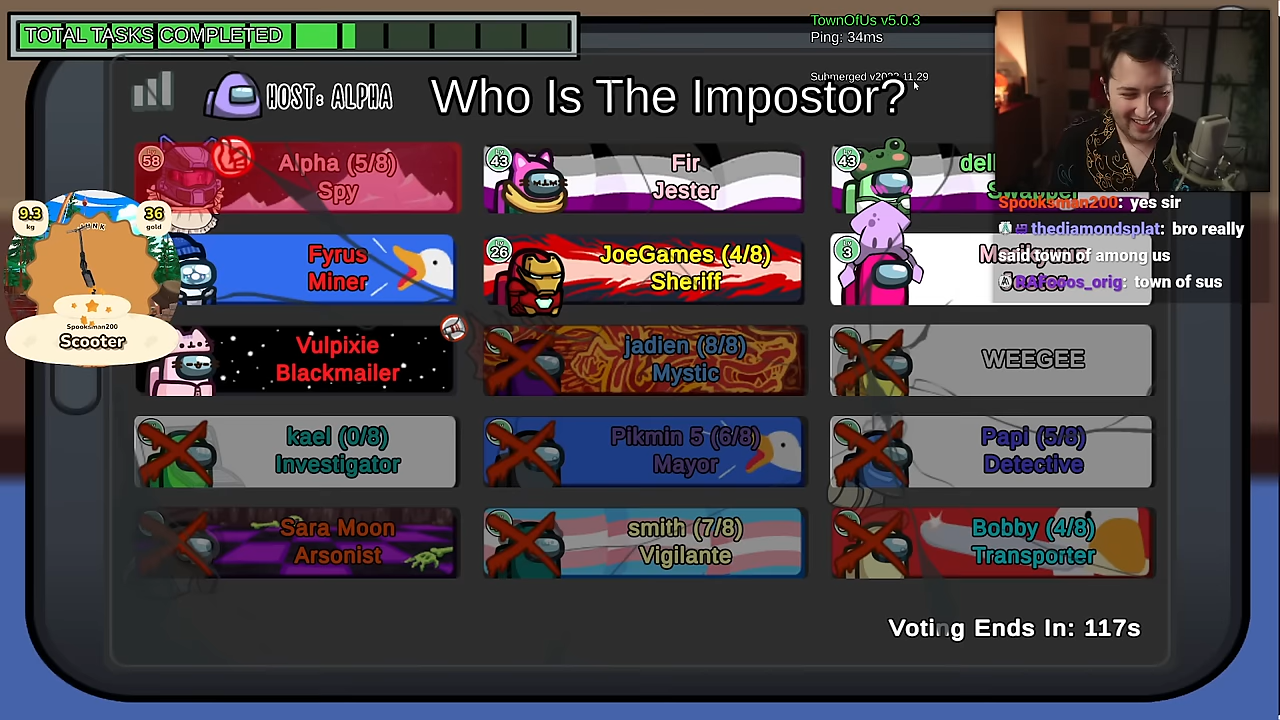 TOTAL TASKS COMPLETED
TownOfUs v5.0.3
Ping: 34ms
HOST: ALPHA
Who Is The Impostor?
58
Alpha (5/8)
Spy
43
Fir
Jester
43
Spooksman200: yes sir
thediamondsplat: bro really
said town of among us
town of sus
9.3
kg
36
gold
Spooksman200
Scooter
Fyrus
Miner
26
JoeGames (4/8)
Sheriff
3
Vulpixie
Blackmailer
jadien (8/8)
Mystic
WEEGEE
kael (0/8)
Investigator
Pikmin 5 (6/8)
Mayor
Papi (5/8)
Detective
Sara Moon
Arsonist
smith (7/8)
Vigilante
Bobby (4/8)
Transporter
Voting Ends In: 117s